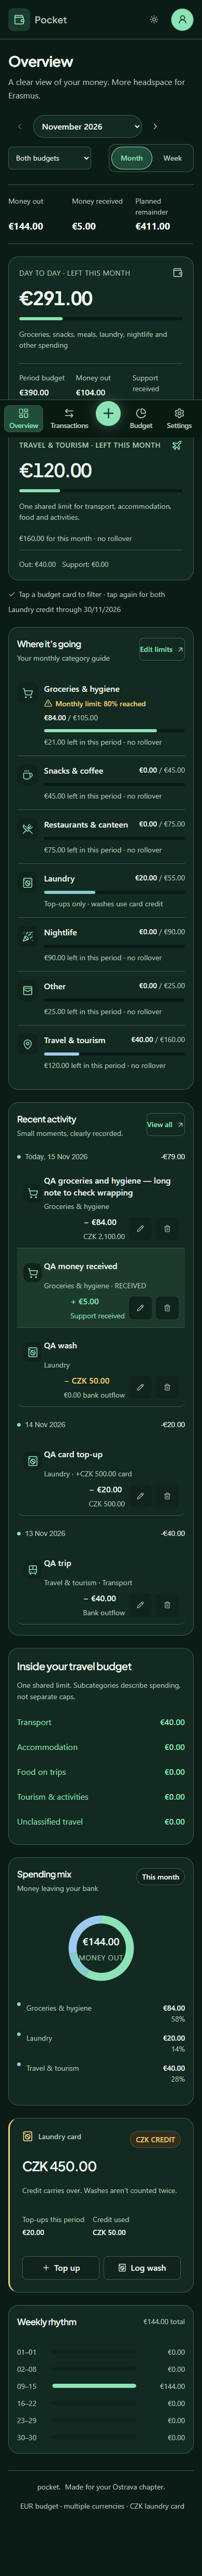 Pocket
Overview
A clear view of your money. More headspace for
Erasmus.
November 2026
Both budgets
Month
Week
Money out
Money received
Planned
remainder
€144.00
€5.00
€411.00
DAY TO DAY · LEFT THIS MONTH
€291.00
Groceries, snacks, meals, laundry, nightlife and
other spending
Period budget
Money out
Support
received
€390.00
€104.00
Overview
Transactions
Budget
Settings
TRAVEL & TOURISM · LEFT THIS MONTH
€120.00
One shared limit for transport, accommodation,
food and activities.
€160.00 for this month · no rollover
Out: €40.00 Support: €0.00
Tap a budget card to filter · tap again for both
Laundry credit through 30/11/2026
Where it's going
Your monthly category guide
Edit limits
Groceries & hygiene
Monthly limit: 80% reached
€84.00 / €105.00
€21.00 left in this period · no rollover
Snacks & coffee
€0.00 / €45.00
€45.00 left in this period · no rollover
Restaurants & canteen
€0.00 / €75.00
€75.00 left in this period · no rollover
Laundry
€20.00 / €55.00
Top-ups only · washes use card credit
Nightlife
€0.00 / €90.00
€90.00 left in this period · no rollover
Other
€0.00 / €25.00
€25.00 left in this period · no rollover
Travel & tourism
€40.00 / €160.00
€120.00 left in this period · no rollover
Recent activity
Small moments, clearly recorded.
View all
Today, 15 Nov 2026
-€79.00
QA groceries and hygiene — long
note to check wrapping
Groceries & hygiene
− €84.00
CZK 2,100.00
QA money received
Groceries & hygiene · RECEIVED
+ €5.00
Support received
QA wash
Laundry
− CZK 50.00
€0.00 bank outflow
14 Nov 2026
-€20.00
QA card top-up
Laundry · +CZK 500.00 card
− €20.00
CZK 500.00
13 Nov 2026
-€40.00
QA trip
Travel & tourism · Transport
− €40.00
Bank outflow
Inside your travel budget
One shared limit. Subcategories describe spending,
not separate caps.
Transport
€40.00
Accommodation
€0.00
Food on trips
€0.00
Tourism & activities
€0.00
Unclassified travel
€0.00
Spending mix
Money leaving your bank
This month
€144.00
MONEY OUT
Groceries & hygiene
€84.00
58%
Laundry
€20.00
14%
Travel & tourism
€40.00
28%
Laundry card
CZK CREDIT
CZK 450.00
Credit carries over. Washes aren't counted twice.
Top-ups this period
Credit used
€20.00
CZK 50.00
Top up
Log wash
Weekly rhythm
€144.00 total
01–01
€0.00
02–08
€0.00
09–15
€144.00
16–22
€0.00
23–29
€0.00
30–30
€0.00
pocket. Made for your Ostrava chapter.
EUR budget · multiple currencies · CZK laundry card